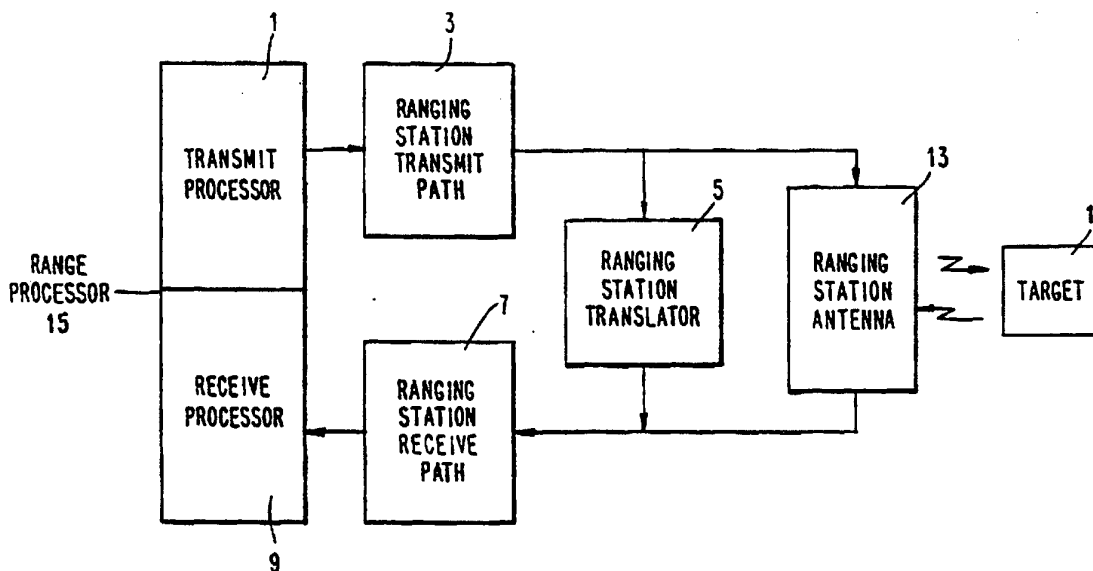 1
3
TRANSMIT
PROCESSOR
RANGING
STATION
TRANSMIT
PATH
5
13
RANGING
STATION
TRANSLATOR
RANGING
STATION
ANTENNA
TARGET
RANGE
PROCESSOR
15
7
RECEIVE
PROCESSOR
RANGING
STATION
RECEIVE
PATH
9